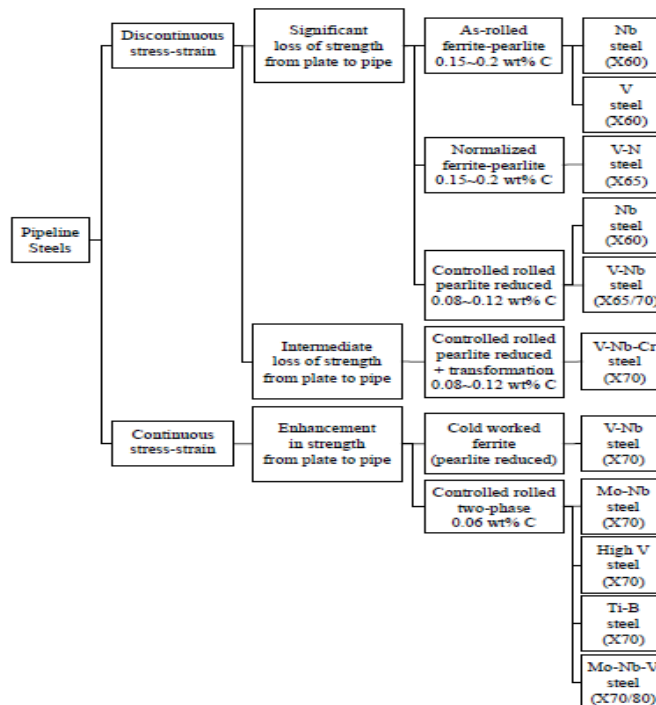 Discontinuous
stress-strain
Significant
loss of strength
from plate to pipe
As-rolled
ferrite-pearlite
0.15~0.2 wt% C
Nb
steel
(X60)
V
steel
(X60)
Normalized
ferrite-pearlite
0.15~0.2 wt% C
V-N
steel
(X65)
Pipeline
Steels
Controlled rolled
pearlite reduced
0.08~0.12 wt% C
Nb
steel
(X60)
V-Nb
steel
(X65/70)
Intermediate
loss of strength
from plate to pipe
Controlled rolled
pearlite reduced
+ transformation
0.08~0.12 wt% C
V-Nb-Cr
steel
(X70)
Continuous
stress-strain
Enhancement
in strength
from plate to pipe
Cold worked
ferrite
(pearlite reduced)
V-Nb
steel
(X70)
Controlled rolled
two-phase
0.06 wt% C
Mo-Nb
steel
(X70)
High V
steel
(X70)
Ti-B
steel
(X70)
Mo-Nb-V
steel
(X70/80)